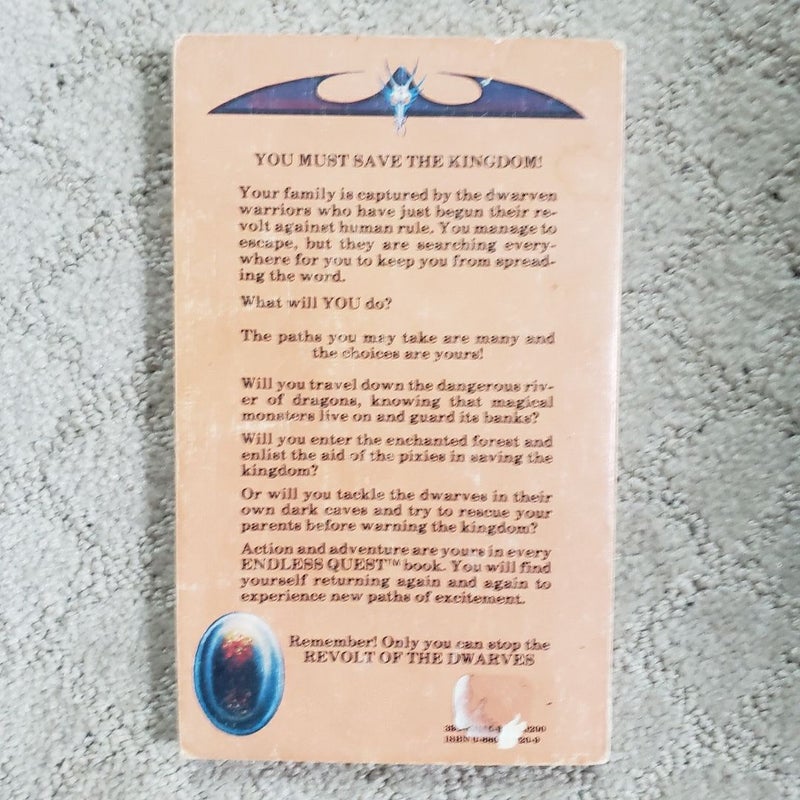 YOU MUST SAVE THE KINGDOM!
Your family is captured by the dwarven
warriors who have just begun their re-
volt against human rule. You manage to
escape, but they are searching every-
where for you to keep you from spread-
ing the word.
What will YOU do?
The paths you may take are many and
the choices are yours!
Will you travel down the dangerous riv-
er of dragons, knowing that magical
monsters live on and guard its banks?
Will you enter the enchanted forest and
enlist the aid of the pixies in saving the
kingdom?
Or will you tackle the dwarves in their
own dark caves and try to rescue your
parents before warning the kingdom?
Action and adventure are yours in every
ENDLESS QUEST™ book. You will find
yourself returning again and again to
experience new paths of excitement.
Remember! Only you can stop the
REVOLT OF THE DWARVES
ISBN